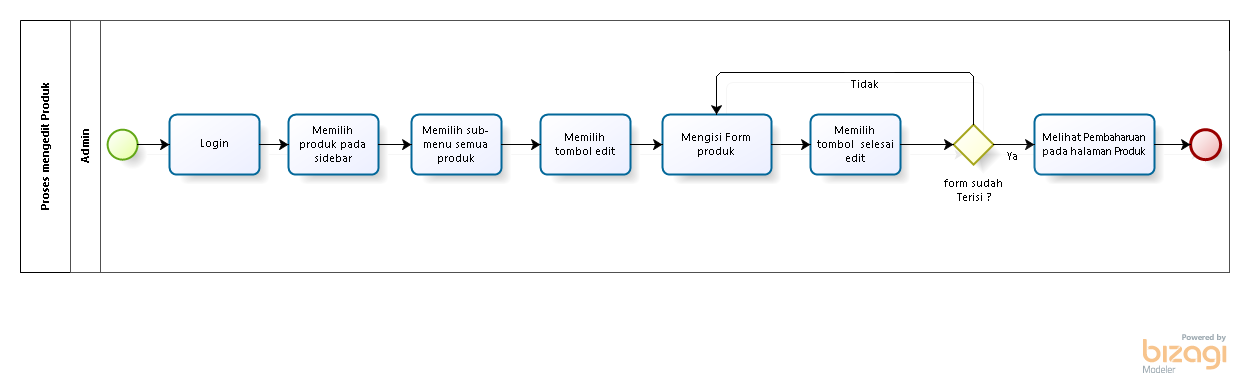 Proses mengedit Produk
Admin
Login
Memilih
produk pada
sidebar
Memilih sub-
menu semua
produk
Memilih
tombol edit
Mengisi Form
produk
Memilih
tombol selesai
edit
Tidak
form sudah
Terisi ?
Ya
Melihat Pembaharuan
pada halaman Produk
Powered by
bizagi
Modeler